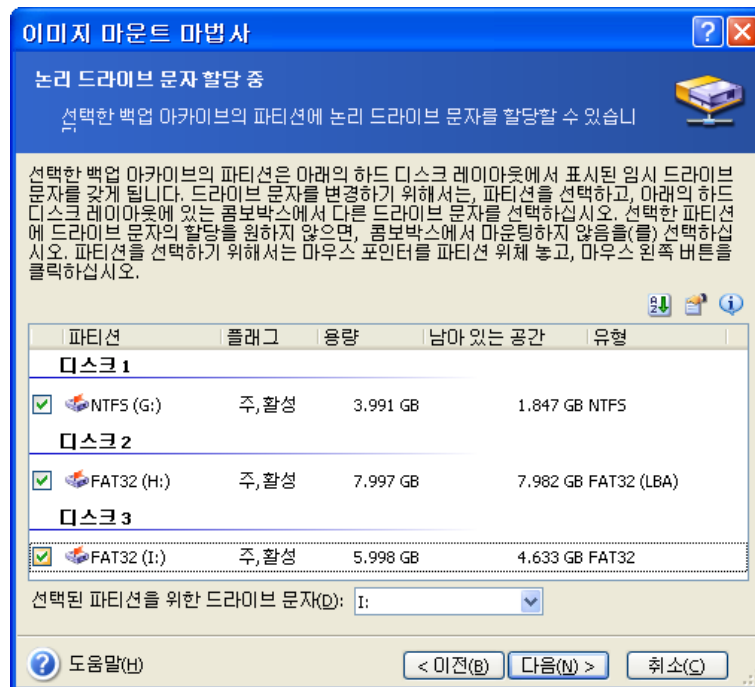 이미지 마운트 마법사
논리 드라이브 문자 할당 중
선택한 백업 아카이브의 파티션에 논리 드라이브 문자를 할당할 수 있습니
선택한 백업 아카이브의 파티션은 아래의 하드 디스크 레이아웃에서 표시된 임시 드라이브
문자를 갖게 됩니다. 드라이브 문자를 변경하기 위해서는, 파티션을 선택하고, 아래의 하드
디스크 레이아웃에 있는 콤보박스에서 다른 드라이브 문자를 선택하십시오. 선택한 파티션
에 드라이브 문자의 할당을 원하지 않으면, 콤보박스에서 마운팅하지 않음을(를) 선택하십
시오. 파티션을 선택하기 위해서는 마우스 포인터를 파티션 위체 놓고, 마우스 왼쪽 버튼을
클릭하십시오.
파티션 플래그 용량 남아 있는 공간 유형
디스크 1
NTFS (G:) 주,활성 3.991 GB 1.847 GB NTFS
디스크 2
FAT32 (H:) 주,활성 7.997 GB 7.982 GB FAT32 (LBA)
디스크 3
FAT32 (I:) 주,활성 5.998 GB 4.633 GB FAT32
선택된 파티션을 위한 드라이브 문자(D): I:
도움말(H) < 이전(B) 다음(N) > 취소(C)